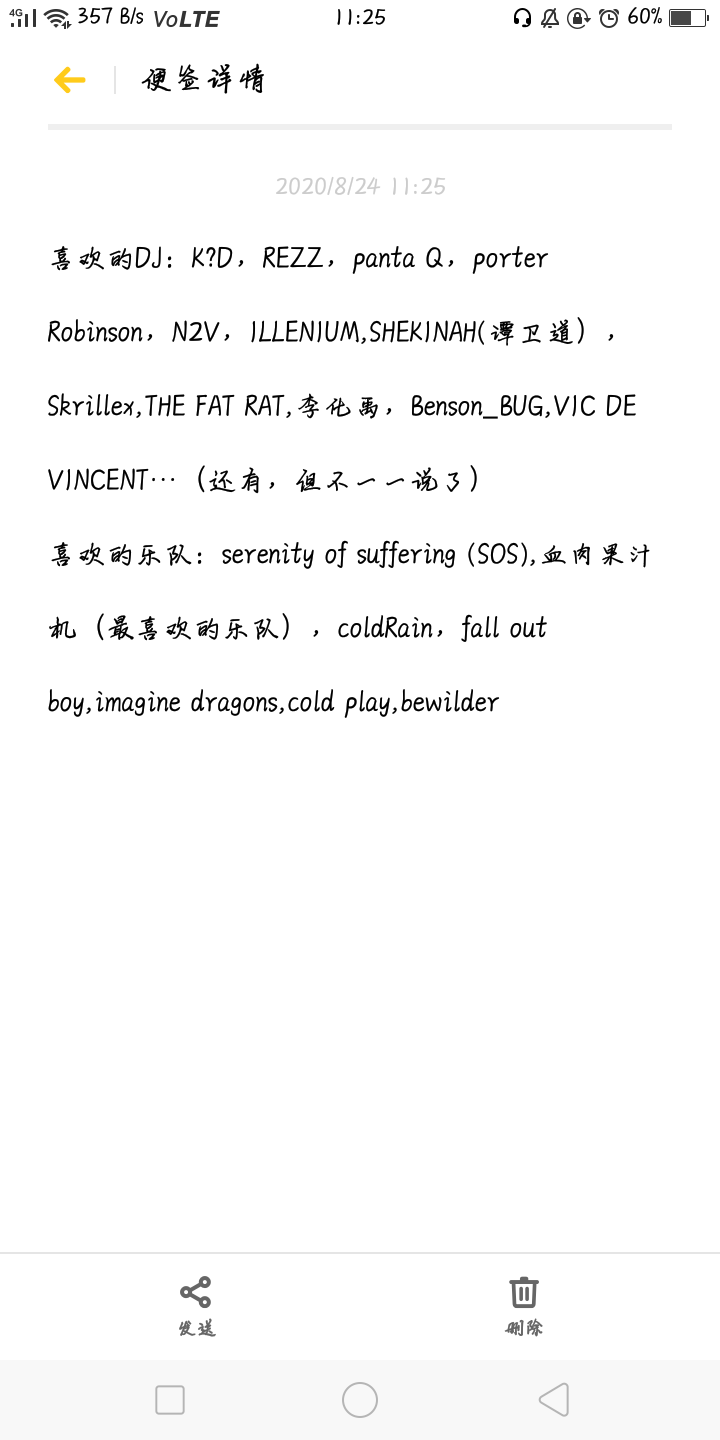 4G 357 B/s VoLTE 11:25 60%
便签详情
2020/8/24 11:25
喜欢的DJ：K?D，REZZ，panta Q，porter
Robinson，N2V，ILLENIUM,SHEKINAH(谭卫道），
Skrillex,THE FAT RAT,李化禹，Benson_BUG,VIC DE
VINCENT…（还有，但不一一说了）
喜欢的乐队：serenity of suffering (SOS),血肉果汁
机（最喜欢的乐队），coldRain，fall out
boy,imagine dragons,cold play,bewilder
发送 删除